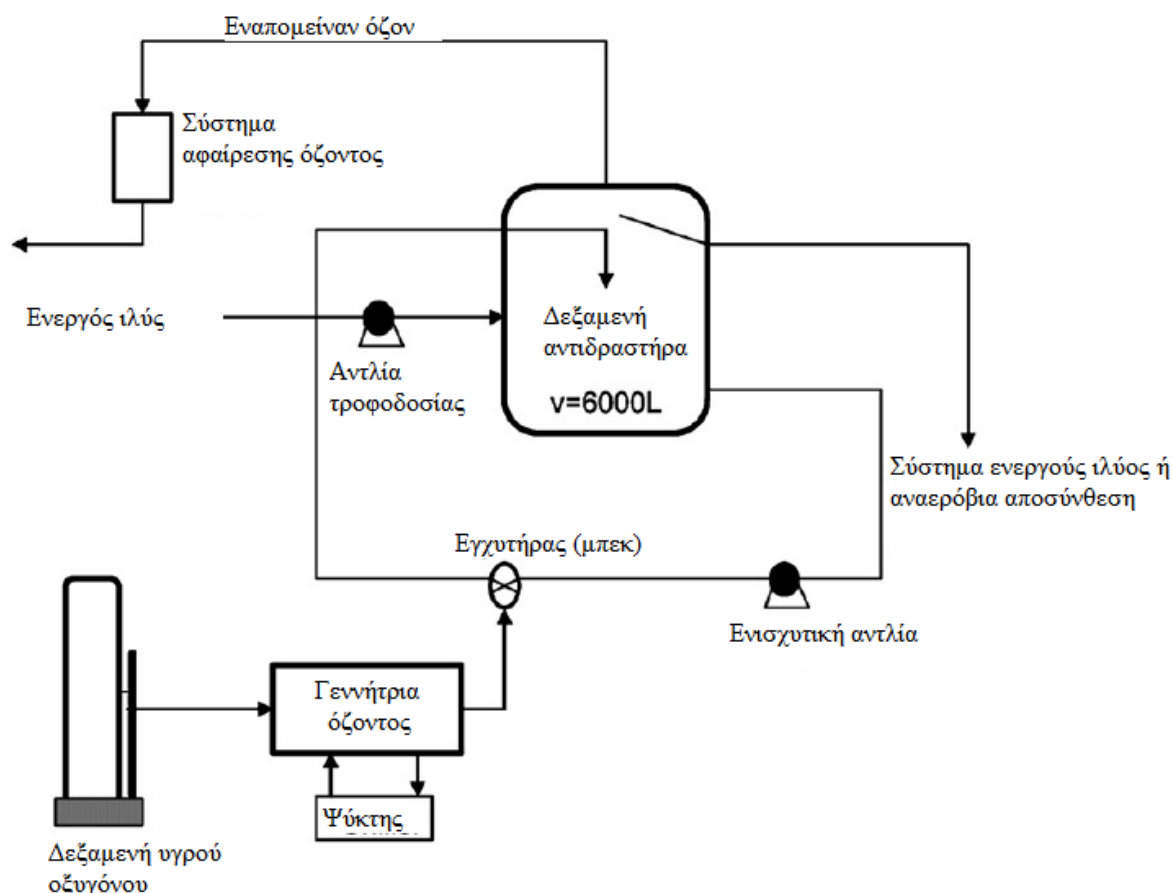 Εναπομείναν όζον
Σύστημα
αφαίρεσης όζοντος
Ενεργός ιλύς
Αντλία
τροφοδοσίας
Δεξαμενή
αντιδραστήρα
v=6000L
Σύστημα ενεργούς ιλύος ή
αναερόβια αποσύνθεση
Εγχυτήρας (μπεκ)
Ενισχυτική αντλία
Γεννήτρια
όζοντος
Ψύκτης
Δεξαμενή υγρού
οξυγόνου